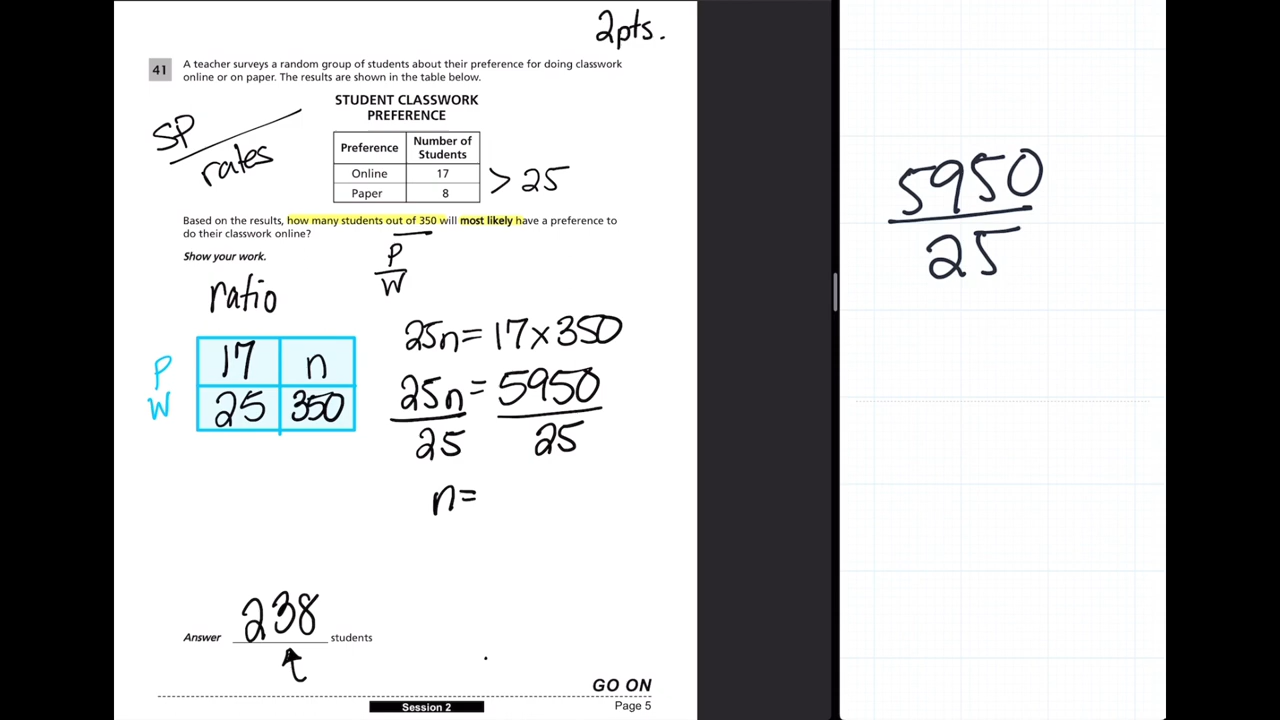 2pts.
41
A teacher surveys a random group of students about their preference for doing classwork
online or on paper. The results are shown in the table below.
SP
rates
STUDENT CLASSWORK
PREFERENCE
Preference Number of Students
Online 17
Paper 8
> 25
Based on the results, how many students out of 350 will most likely have a preference to
do their classwork online?
Show your work.
P
W
ratio
P 17 n
W 25 350
25n = 17 x 350
25n = 5950
25 25
n =
Answer 238 students
GO ON
Session 2
Page 5
5950
25